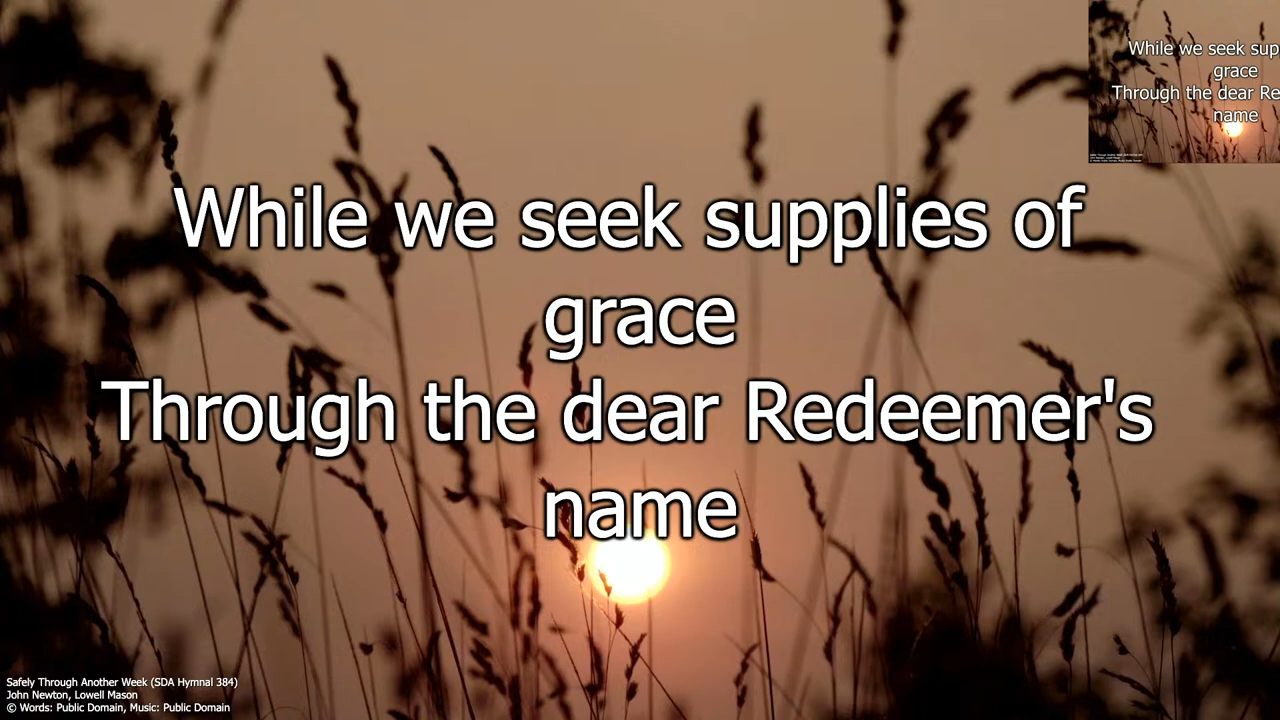 While we seek supplies of
grace
Through the dear Redeemer's
name
While we seek sup
grace
Through the dear Re
name
Safely Through Another Week (SDA Hymnal 384)
John Newton, Lowell Mason
© Words: Public Domain, Music: Public Domain